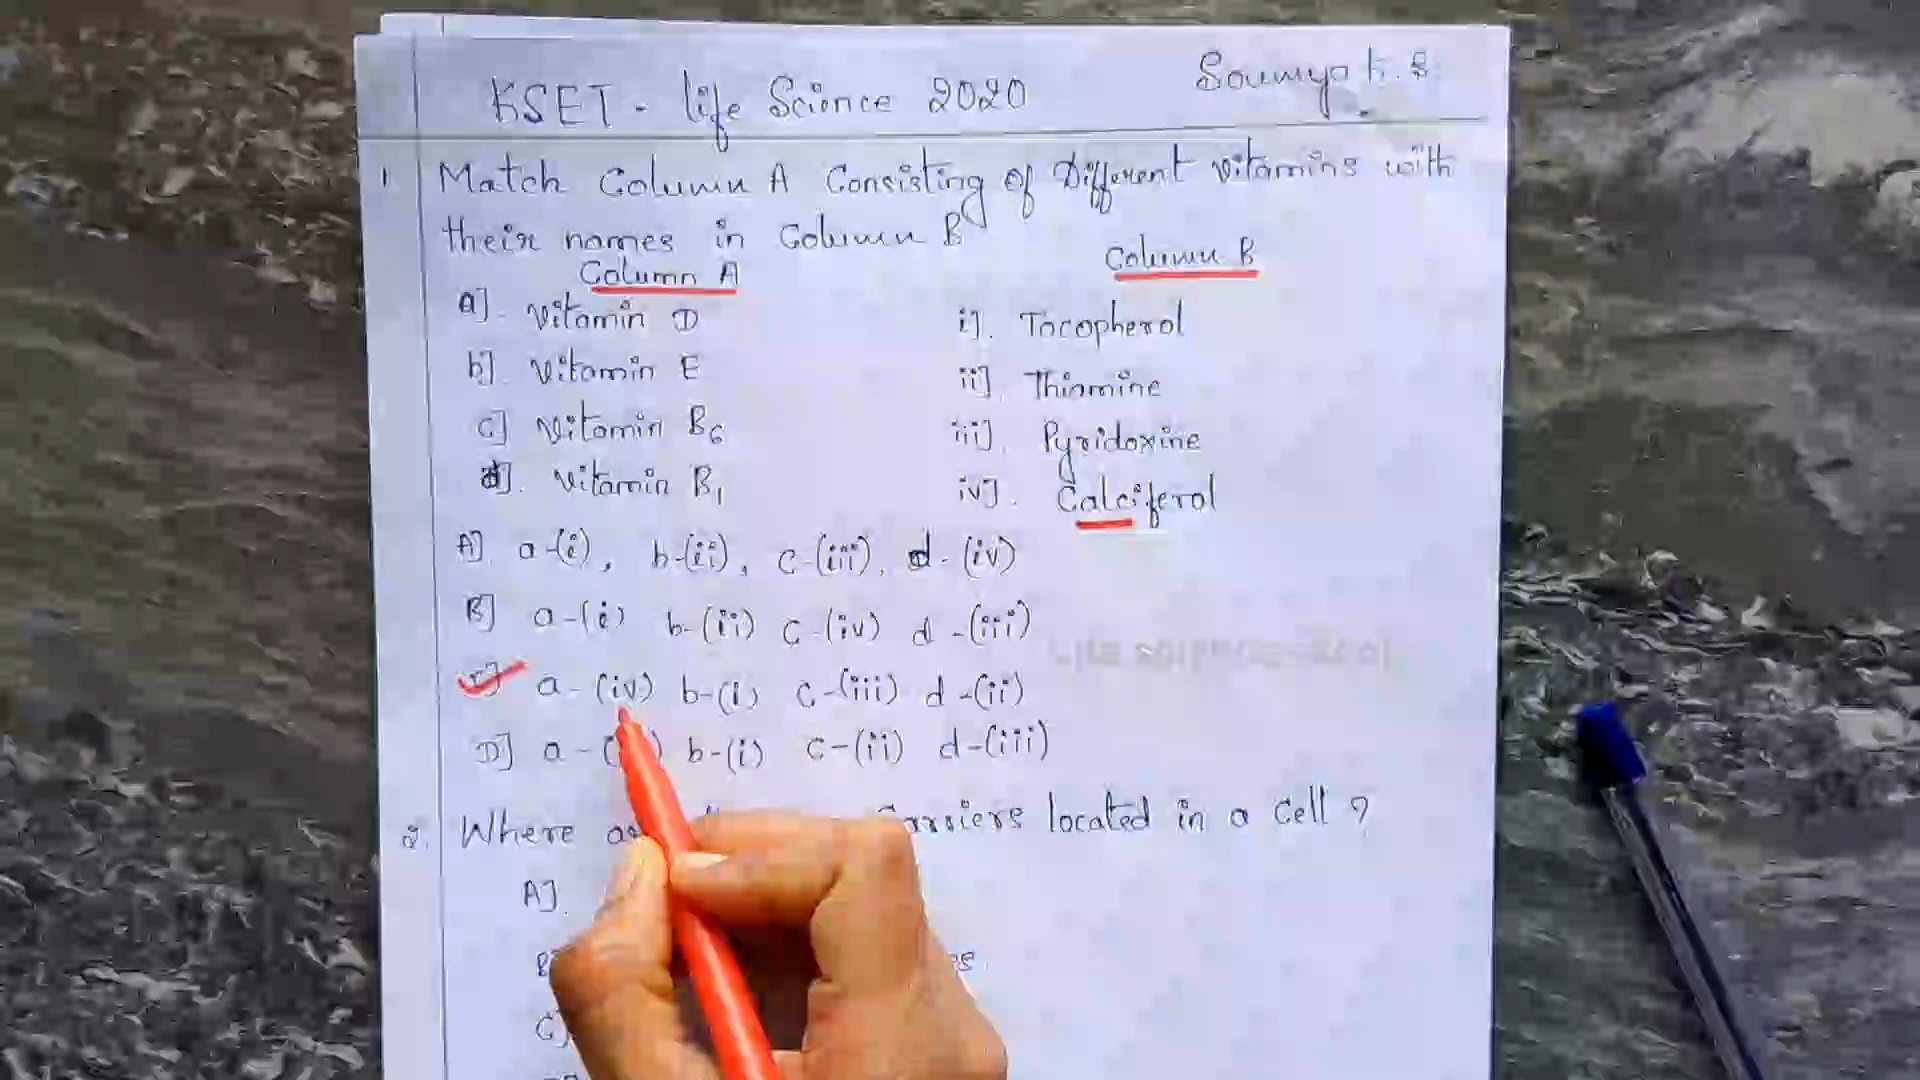 KSET - life Science 2020
Soumya K. S.
1. Match Column A Consisting of Different vitamins with
their names in Column B
Column A
Column B
a]. Vitamin D
i]. Tocopherol
b]. Vitamin E
ii]. Thiamine
c] Vitamin B6
iii]. Pyridoxine
d]. Vitamin B1
iv]. Calciferol
A] a-(i), b-(ii), c-(iii), d-(iv)
B] a-(i) b-(ii) c-(iv) d-(iii)
C] a-(iv) b-(i) c-(iii) d-(ii)
D] a- b-(i) c-(ii) d-(iii)
2. Where located in a cell ?
A].
B]
C]